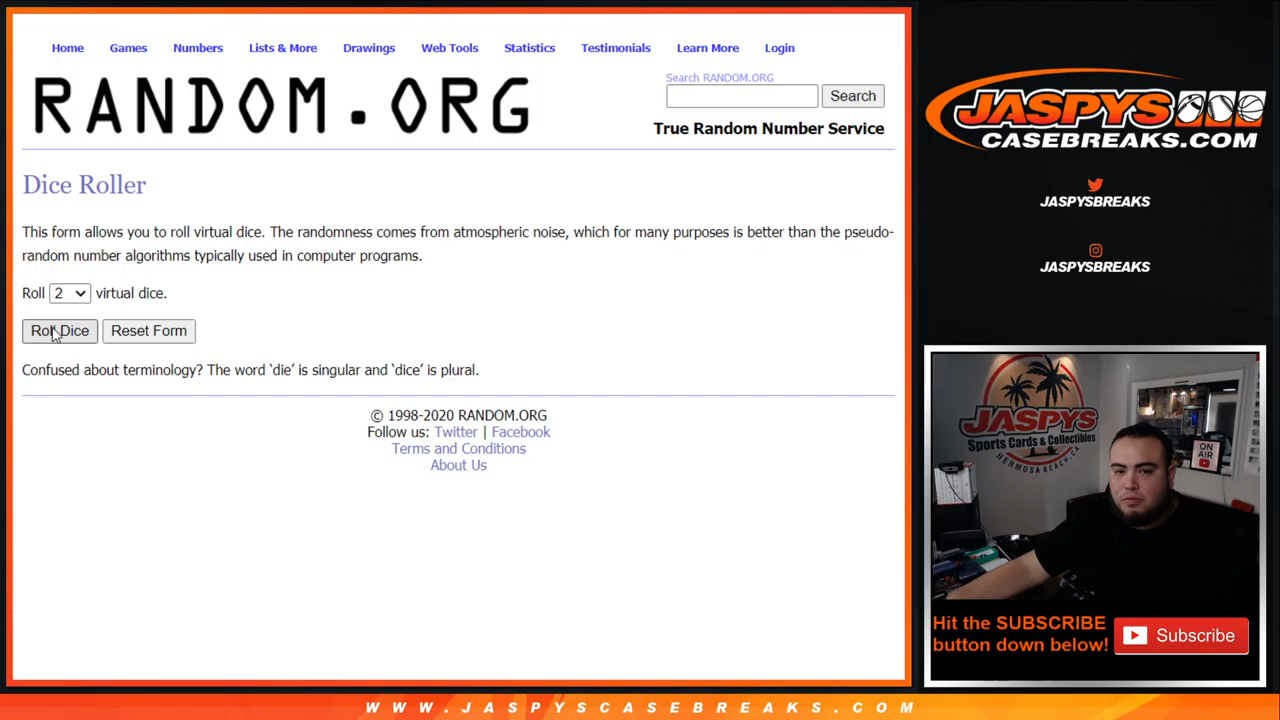 Home Games Numbers Lists & More Drawings Web Tools Statistics Testimonials Learn More Login
RANDOM.ORG
Search RANDOM.ORG
Search
True Random Number Service
Dice Roller
This form allows you to roll virtual dice. The randomness comes from atmospheric noise, which for many purposes is better than the pseudo-
random number algorithms typically used in computer programs.
Roll 2 virtual dice.
Roll Dice Reset Form
Confused about terminology? The word ‘die’ is singular and ‘dice’ is plural.
© 1998-2020 RANDOM.ORG
Follow us: Twitter | Facebook
Terms and Conditions
About Us
JASPYS
CASEBREAKS.COM
JASPYSBREAKS
JASPYSBREAKS
JASPYS
Sports Cards & Collectibles
HERMOSA BEACH, CA
ON
AIR
Hit the SUBSCRIBE
button down below!
Subscribe
WWW.JASPYSCASEBREAKS.COM